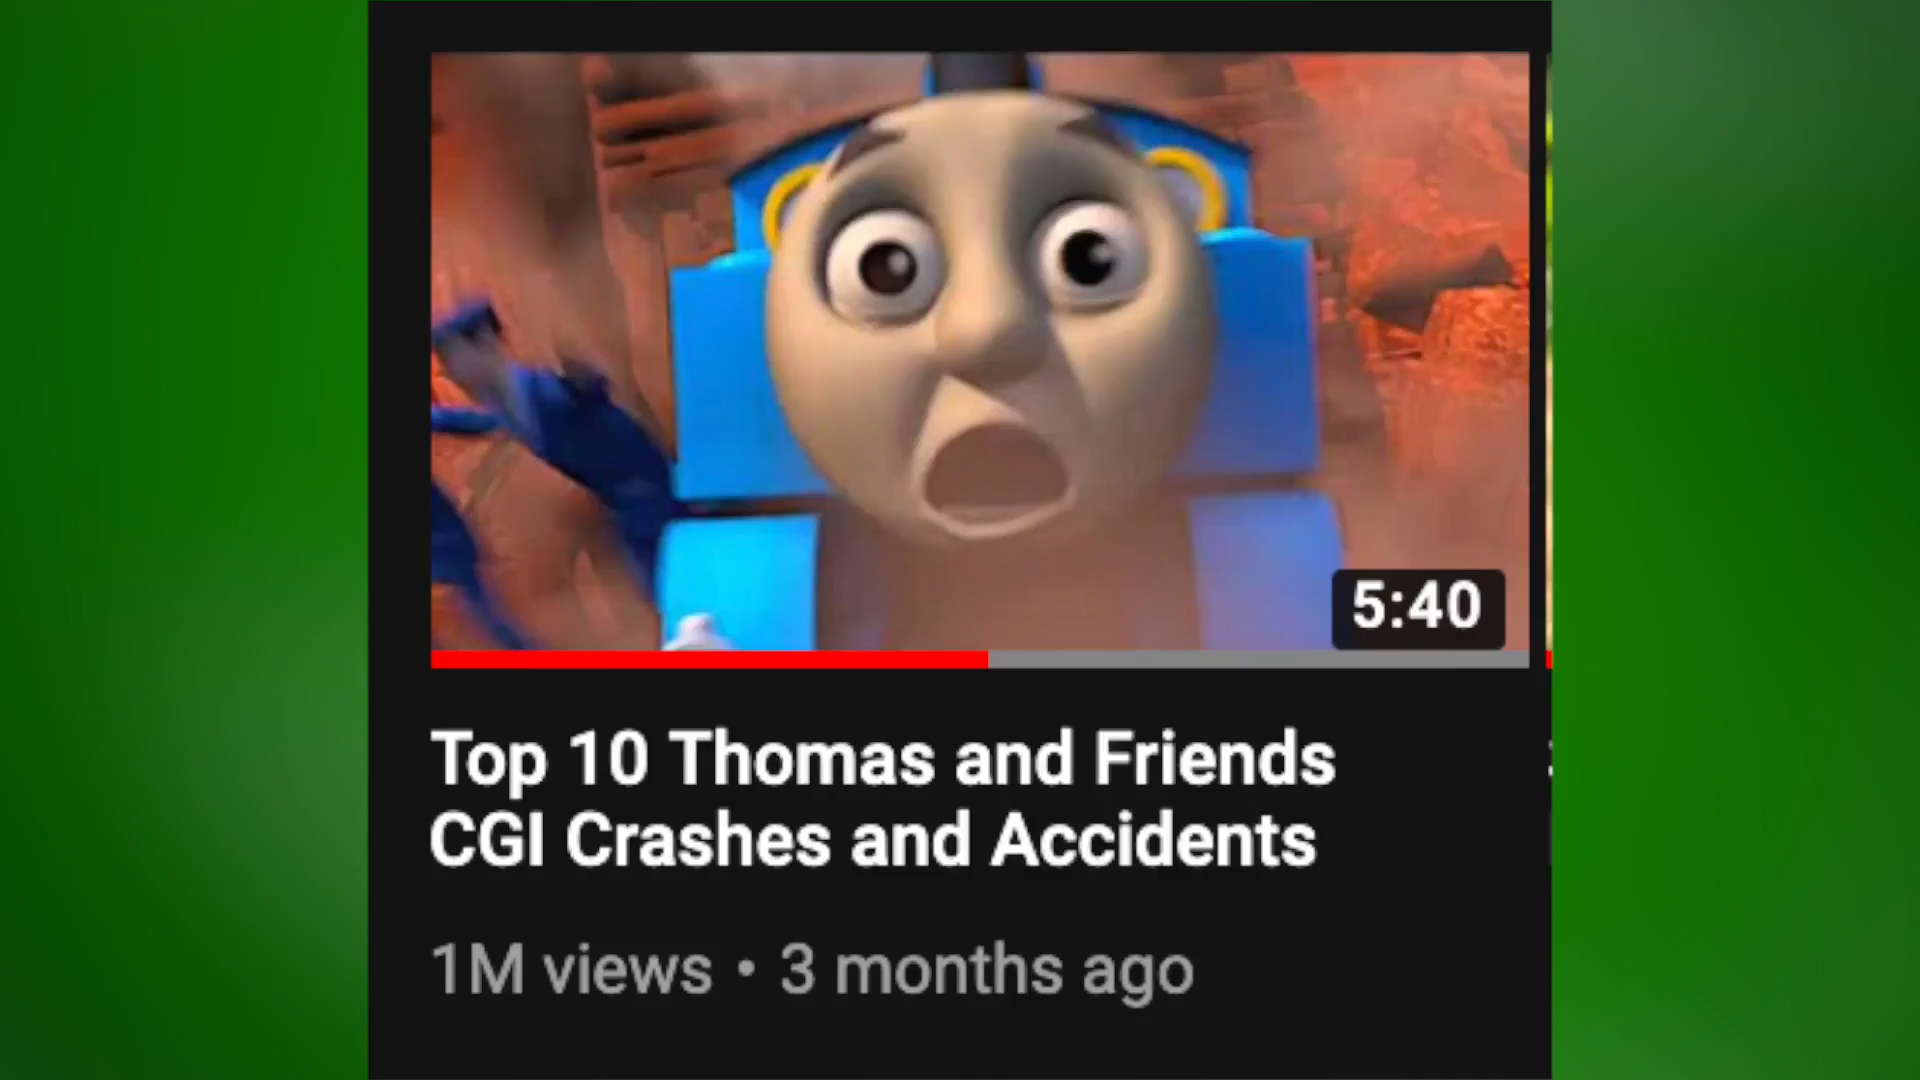 5:40
Top 10 Thomas and Friends
CGI Crashes and Accidents
1M views • 3 months ago